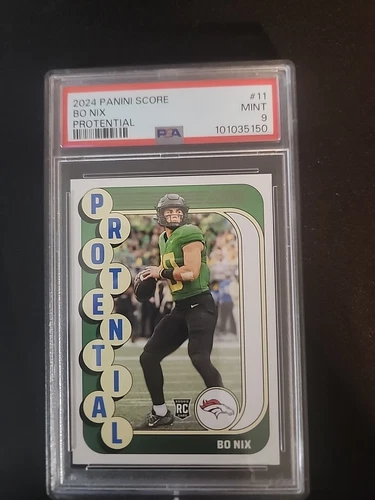 2024 PANINI SCORE
BO NIX
PROTENTIAL
#11
MINT
9
PSA
101035150
PROTENTIAL
RC
BO NIX